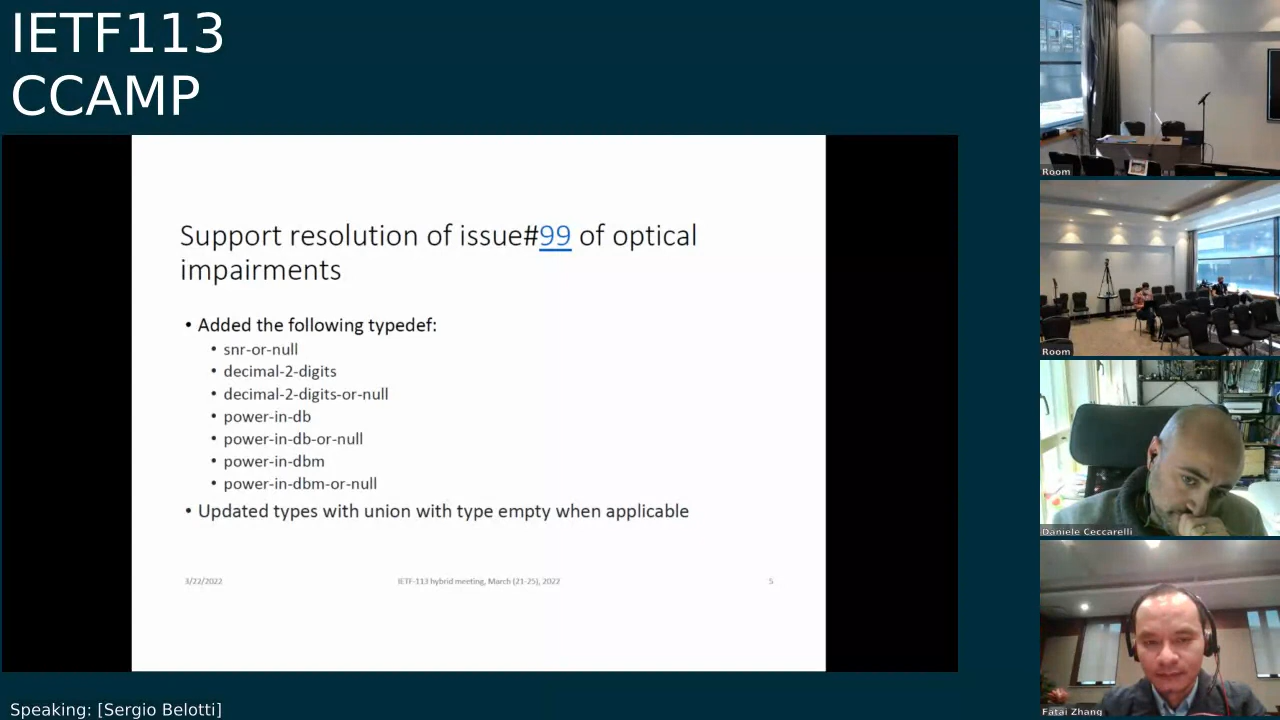 IETF113
CCAMP
Support resolution of issue#99 of optical
impairments
• Added the following typedef:
• snr-or-null
• decimal-2-digits
• decimal-2-digits-or-null
• power-in-db
• power-in-db-or-null
• power-in-dbm
• power-in-dbm-or-null
• Updated types with union with type empty when applicable
3/22/2022
IETF-113 hybrid meeting, March (21-25), 2022
5
Speaking: [Sergio Belotti]
Room
Room
Daniele Ceccarelli
Fatai Zhang